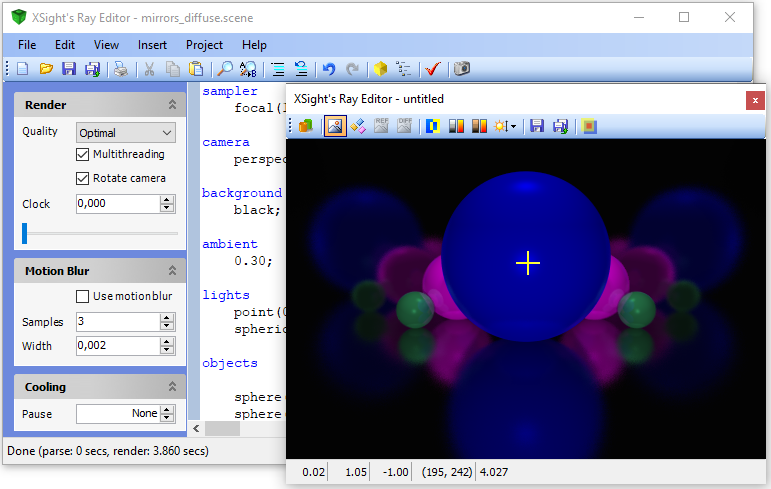 XSight's Ray Editor - mirrors_diffuse.scene
File Edit View Insert Project Help
Render
Quality Optimal
Multithreading
Rotate camera
Clock 0,000
Motion Blur
Use motion blur
Samples 3
Width 0,002
Cooling
Pause None
sampler
focal(
camera
perspec
background
black;
ambient
0.30;
lights
point(
spheric
objects
sphere
sphere
Done (parse: 0 secs, render: 3.860 secs)
XSight's Ray Editor - untitled
REF DIFF
0.02 1.05 -1.00 (195, 242) 4.027